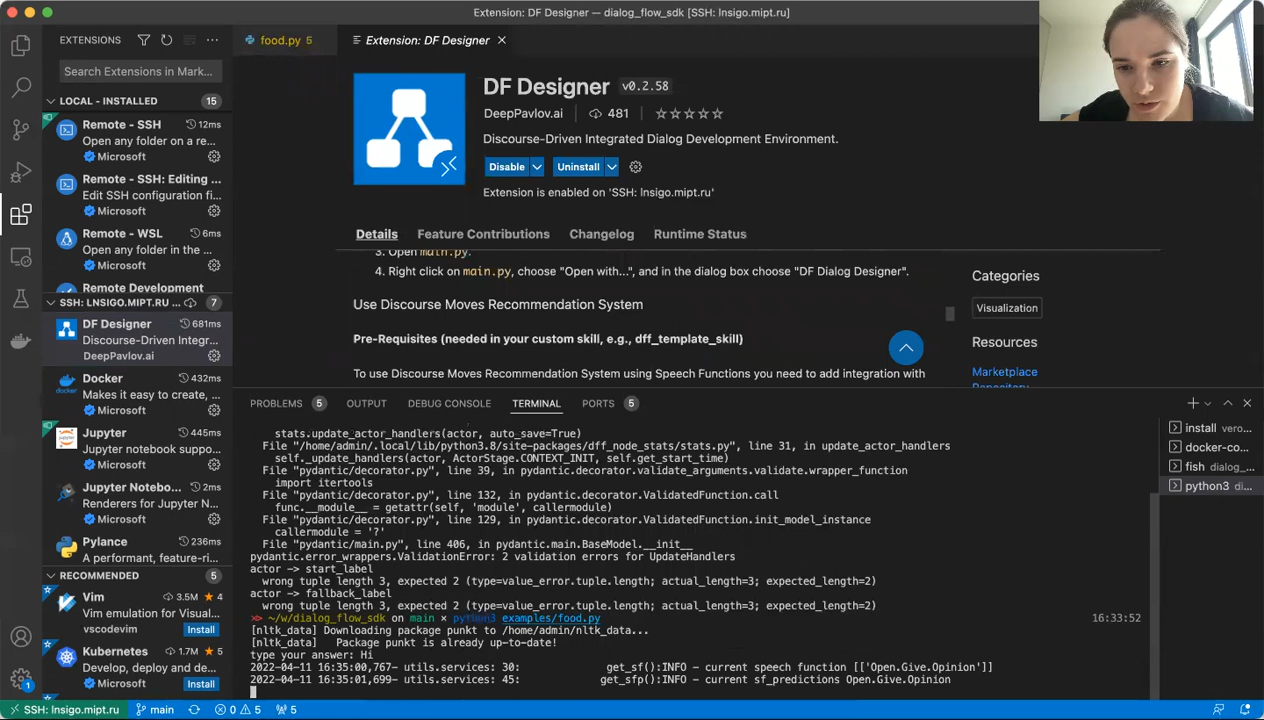 Extension: DF Designer — dialog_flow_sdk [SSH: lnsigo.mipt.ru]
EXTENSIONS
food.py 5
Extension: DF Designer
Search Extensions in Mark...
LOCAL - INSTALLED 15
Remote - SSH 12ms
Open any folder on a re...
Microsoft
Remote - SSH: Editing ...
Edit SSH configuration fi...
Microsoft
Remote - WSL 6ms
Open any folder in the ...
Microsoft
Remote Development
SSH: LNSIGO.MIPT.RU ... 7
DF Designer 681ms
Discourse-Driven Integr...
DeepPavlov.ai
Docker 432ms
Makes it easy to create, ...
Microsoft
Jupyter 445ms
Jupyter notebook suppo...
Microsoft
Jupyter Notebo... 2ms
Renderers for Jupyter N...
Microsoft
Pylance 236ms
A performant, feature-ri...
RECOMMENDED 5
Vim 3.5M 4
Vim emulation for Visual...
vscodevim Install
Kubernetes 1.7M 5
Develop, deploy and de...
Microsoft Install
DF Designer v0.2.58
DeepPavlov.ai 481
Discourse-Driven Integrated Dialog Development Environment.
Disable Uninstall
Extension is enabled on 'SSH: lnsigo.mipt.ru'
Details Feature Contributions Changelog Runtime Status
3. Open main.py.
4. Right click on main.py, choose "Open with...", and in the dialog box choose "DF Dialog Designer".
Use Discourse Moves Recommendation System
Pre-Requisites (needed in your custom skill, e.g., dff_template_skill)
To use Discourse Moves Recommendation System using Speech Functions you need to add integration with
Categories
Visualization
Resources
Marketplace
Repository
PROBLEMS 5 OUTPUT DEBUG CONSOLE TERMINAL PORTS 5
stats.update_actor_handlers(actor, auto_save=True)
File "/home/admin/.local/lib/python3.8/site-packages/dff_node_stats/stats.py", line 31, in update_actor_handlers
self._update_handlers(actor, ActorStage.CONTEXT_INIT, self.get_start_time)
File "pydantic/decorator.py", line 39, in pydantic.decorator.validate_arguments.validate.wrapper_function
import itertools
File "pydantic/decorator.py", line 132, in pydantic.decorator.ValidatedFunction.call
func.__module__ = getattr(self, 'module', callermodule)
File "pydantic/decorator.py", line 129, in pydantic.decorator.ValidatedFunction.init_model_instance
callermodule = '?'
File "pydantic/main.py", line 406, in pydantic.main.BaseModel.__init__
pydantic.error_wrappers.ValidationError: 2 validation errors for UpdateHandlers
actor -> start_label
wrong tuple length 3, expected 2 (type=value_error.tuple.length; actual_length=3; expected_length=2)
actor -> fallback_label
wrong tuple length 3, expected 2 (type=value_error.tuple.length; actual_length=3; expected_length=2)
>> ~/w/dialog_flow_sdk on main × python3 examples/food.py 16:33:52
[nltk_data] Downloading package punkt to /home/admin/nltk_data...
[nltk_data] Package punkt is already up-to-date!
type your answer: Hi
2022-04-11 16:35:00,767- utils.services: 30: get_sf():INFO - current speech function [['Open.Give.Opinion']]
2022-04-11 16:35:01,699- utils.services: 45: get_sfp():INFO - current sf_predictions Open.Give.Opinion
install vero...
docker-co...
fish dialog_...
python3 di...
SSH: lnsigo.mipt.ru main 0 5 5